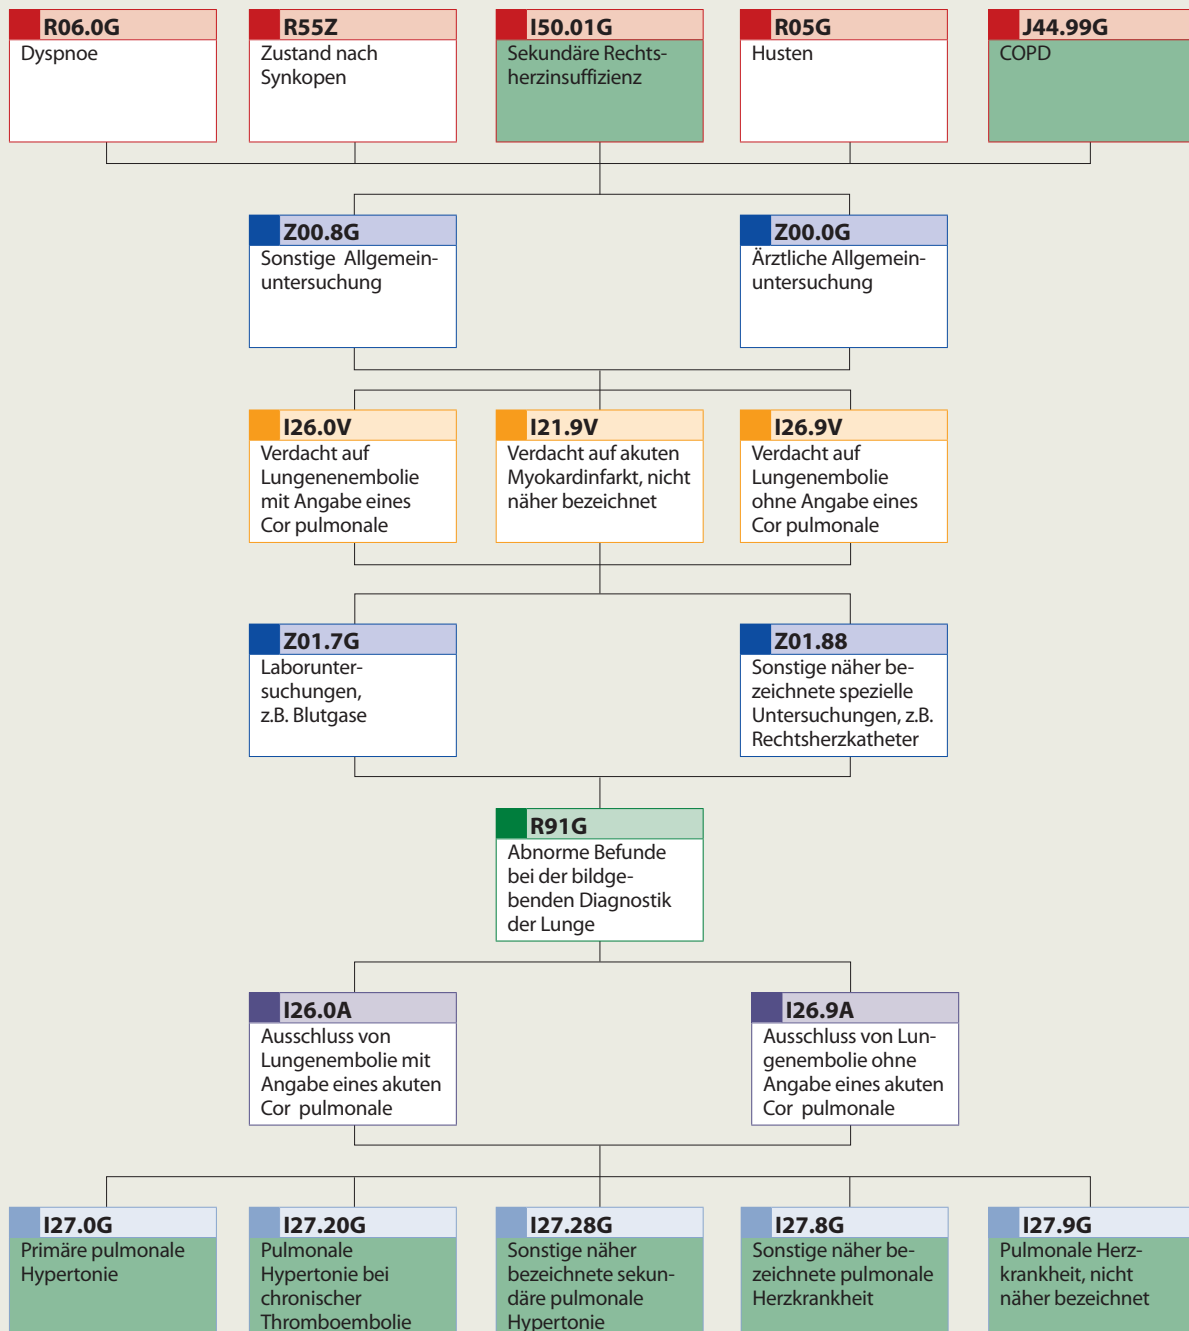 R06.0G
Dyspnoe
R55Z
Zustand nach
Synkopen
I50.01G
Sekundäre Rechts-
herzinsuffizienz
R05G
Husten
J44.99G
COPD
Z00.8G
Sonstige Allgemein-
untersuchung
Z00.0G
Ärztliche Allgemein-
untersuchung
I26.0V
Verdacht auf
Lungenenembolie
mit Angabe eines
Cor pulmonale
I21.9V
Verdacht auf akuten
Myokardinfarkt, nicht
näher bezeichnet
I26.9V
Verdacht auf
Lungenembolie
ohne Angabe eines
Cor pulmonale
Z01.7G
Laborunter-
suchungen,
z.B. Blutgase
Z01.88
Sonstige näher be-
zeichnete spezielle
Untersuchungen, z.B.
Rechtsherzkatheter
R91G
Abnorme Befunde
bei der bildge-
benden Diagnostik
der Lunge
I26.0A
Ausschluss von
Lungenembolie mit
Angabe eines akuten
Cor pulmonale
I26.9A
Ausschluss von Lun-
genembolie ohne
Angabe eines akuten
Cor pulmonale
I27.0G
Primäre pulmonale
Hypertonie
I27.20G
Pulmonale
Hypertonie bei
chronischer
Thromboembolie
I27.28G
Sonstige näher
bezeichnete sekun-
däre pulmonale
Hypertonie
I27.8G
Sonstige näher be-
zeichnete pulmonale
Herzkrankheit
I27.9G
Pulmonale Herz-
krankheit, nicht
näher bezeichnet